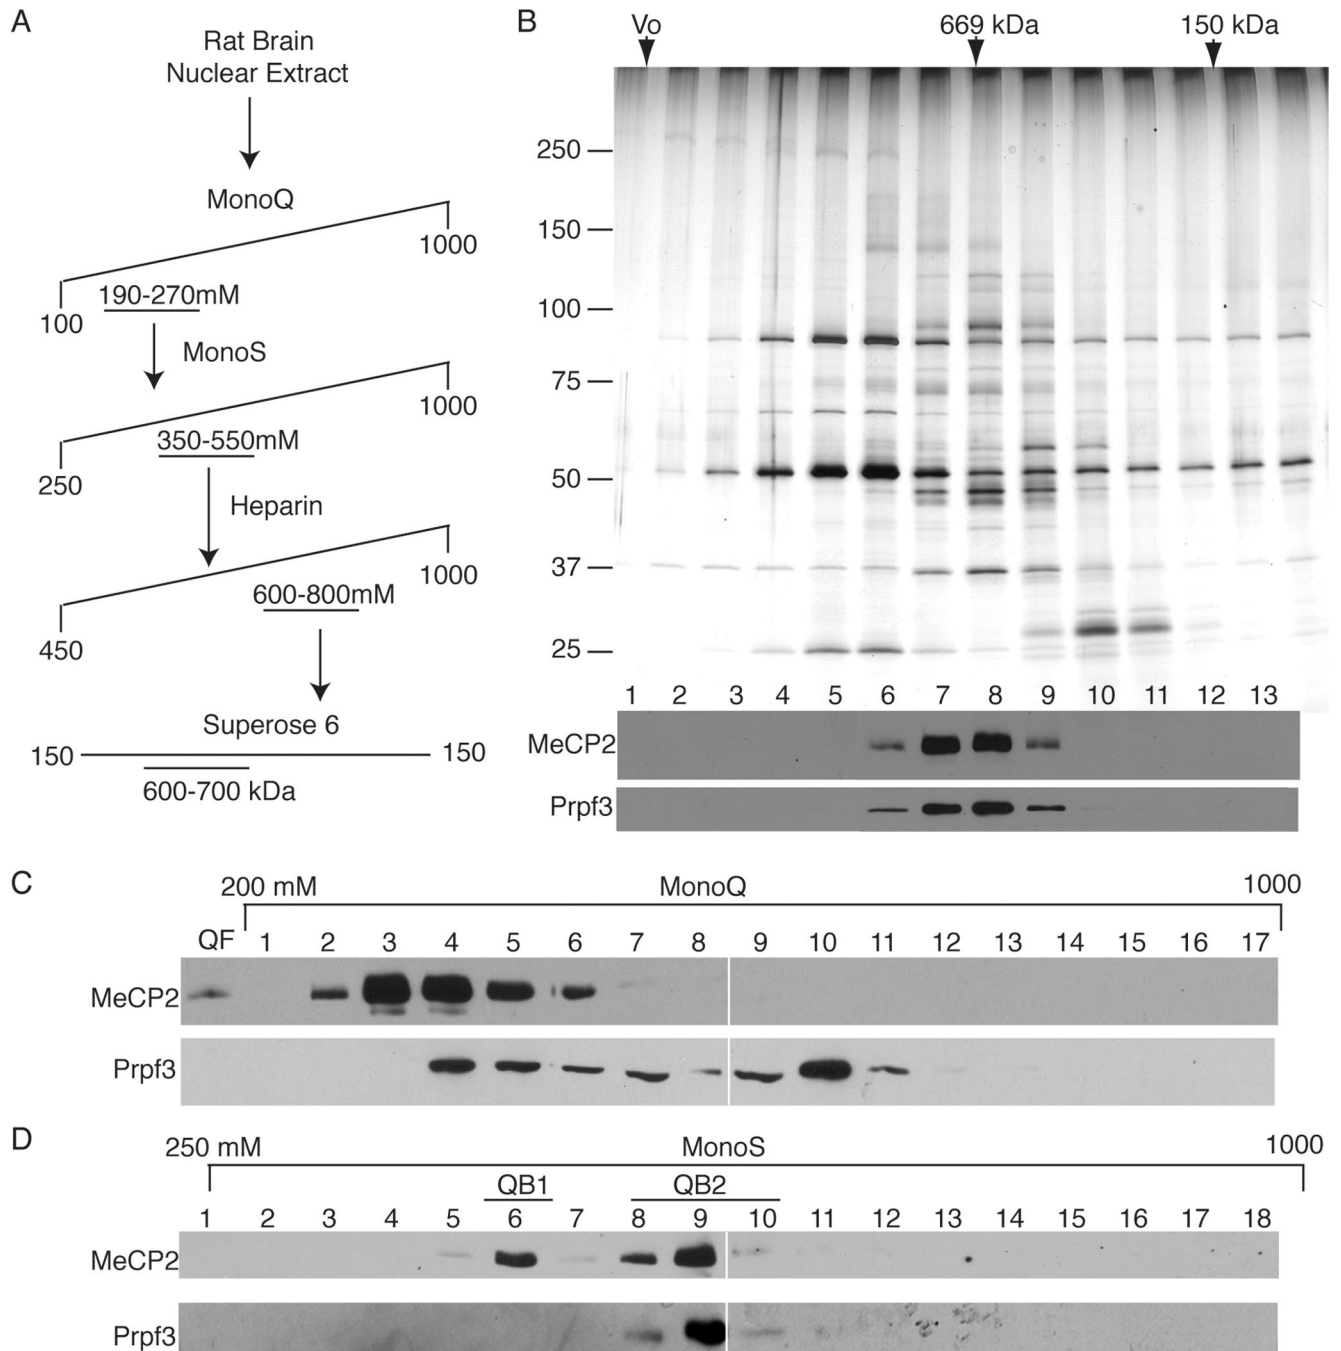 A
Rat Brain
Nuclear Extract
MonoQ
1000
190-270mM
100
MonoS
1000
350-550mM
250
Heparin
1000
600-800mM
450
Superose 6
150
150
600-700 kDa
B
Vo 669 kDa 150 kDa
250
150
100
75
50
37
25
1 2 3 4 5 6 7 8 9 10 11 12 13
MeCP2
Prpf3
C
200 mM MonoQ 1000
QF 1 2 3 4 5 6 7 8 9 10 11 12 13 14 15 16 17
MeCP2
Prpf3
D
250 mM MonoS 1000
QB1 QB2
1 2 3 4 5 6 7 8 9 10 11 12 13 14 15 16 17 18
MeCP2
Prpf3